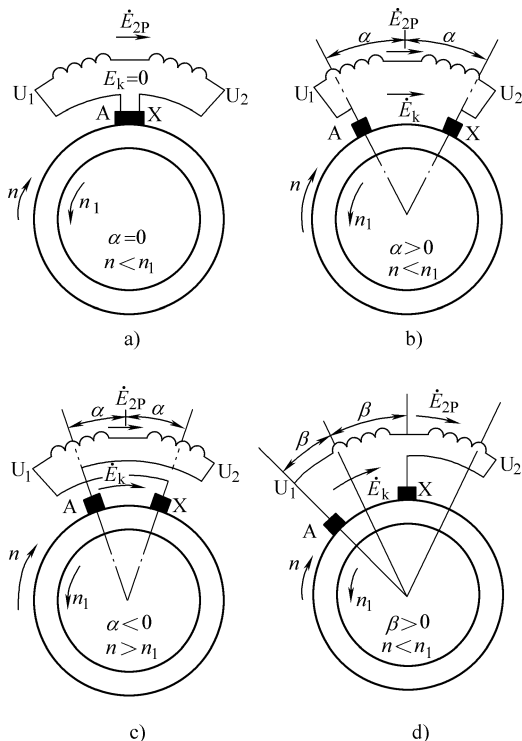 Ė₂P
Eₖ=0
U₁
U₂
A X
n
n₁
α=0
n<n₁
a)
Ė₂P
α α
U₁
U₂
Ėₖ
A
X
n
n₁
α>0
n<n₁
b)
Ė₂P
α α
U₁
U₂
Ėₖ
A X
n
n₁
α<0
n>n₁
c)
Ė₂P
β β
U₁
U₂
Ėₖ X
A
n
n₁
β>0
n<n₁
d)